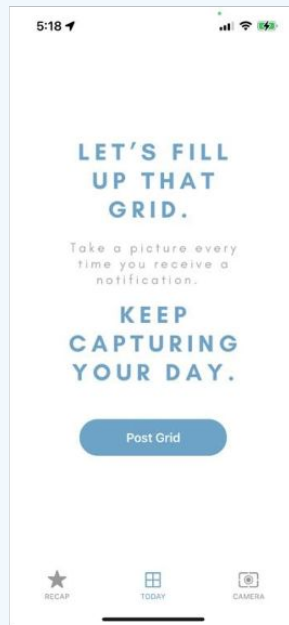 5:18
LET'S FILL
UP THAT
GRID.
Take a picture every
time you receive a
notification.
KEEP
CAPTURING
YOUR DAY.
Post Grid
RECAP
TODAY
CAMERA